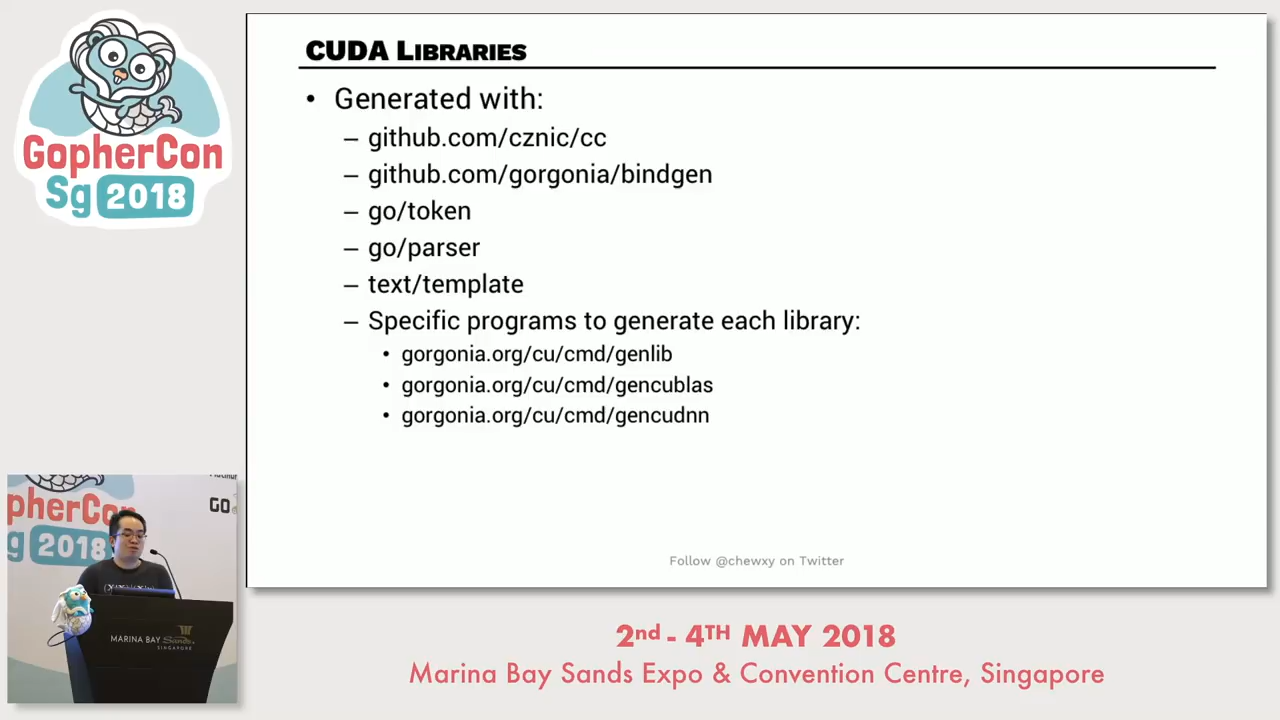 GopherCon
Sg 2018
CUDA Libraries
• Generated with:
– github.com/cznic/cc
– github.com/gorgonia/bindgen
– go/token
– go/parser
– text/template
– Specific programs to generate each library:
• gorgonia.org/cu/cmd/genlib
• gorgonia.org/cu/cmd/gencublas
• gorgonia.org/cu/cmd/gencudnn
Follow @chewxy on Twitter
pherCon
g 2018
GO
MARINA BAY Sands
SINGAPORE
2nd - 4TH MAY 2018
Marina Bay Sands Expo & Convention Centre, Singapore